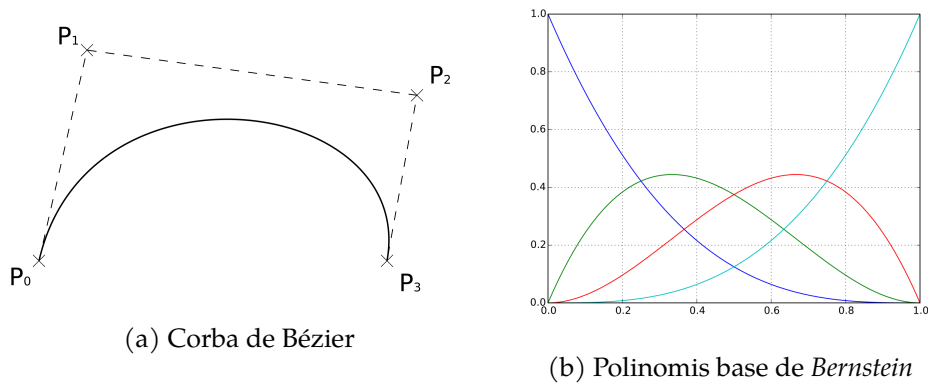 P1
P2
P0
P3
(a) Corba de Bézier
1.0
0.8
0.6
0.4
0.2
0.0
0.0 0.2 0.4 0.6 0.8 1.0
(b) Polinomis base de Bernstein